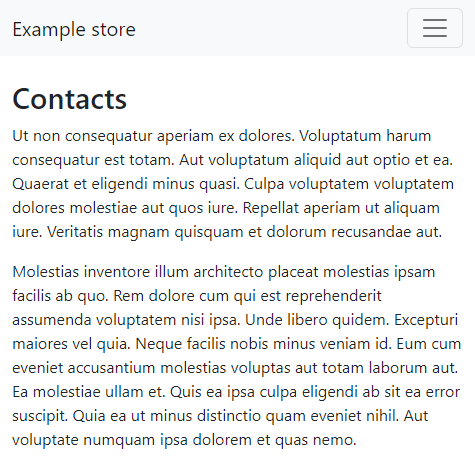 Example store
Contacts
Ut non consequatur aperiam ex dolores. Voluptatum harum
consequatur est totam. Aut voluptatum aliquid aut optio et ea.
Quaerat et eligendi minus quasi. Culpa voluptatem voluptatem
dolores molestiae aut quos iure. Repellat aperiam ut aliquam
iure. Veritatis magnam quisquam et dolorum recusandae aut.
Molestias inventore illum architecto placeat molestias ipsam
facilis ab quo. Rem dolore cum qui est reprehenderit
assumenda voluptatem nisi ipsa. Unde libero quidem. Excepturi
maiores vel quia. Neque facilis nobis minus veniam id. Eum cum
eveniet accusantium molestias voluptas aut totam laborum aut.
Ea molestiae ullam et. Quis ea ipsa culpa eligendi ab sit ea error
suscipit. Quia ea ut minus distinctio quam eveniet nihil. Aut
voluptate numquam ipsa dolorem et quas nemo.